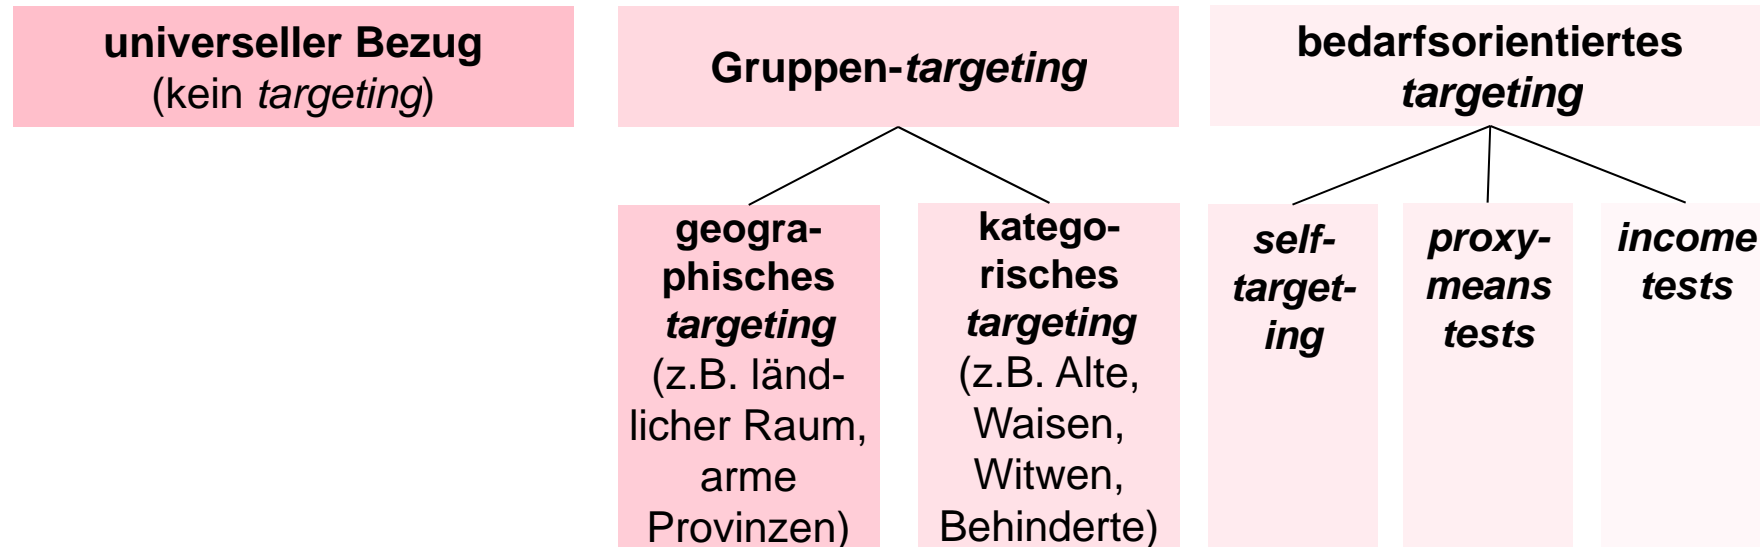 universeller Bezug
(kein targeting)
Gruppen-targeting
bedarfsorientiertes
targeting
geogra-
phisches
targeting
(z.B. länd-
licher Raum,
arme
Provinzen)
katego-
risches
targeting
(z.B. Alte,
Waisen,
Witwen,
Behinderte)
self-
target-
ing
proxy-
means
tests
income
tests